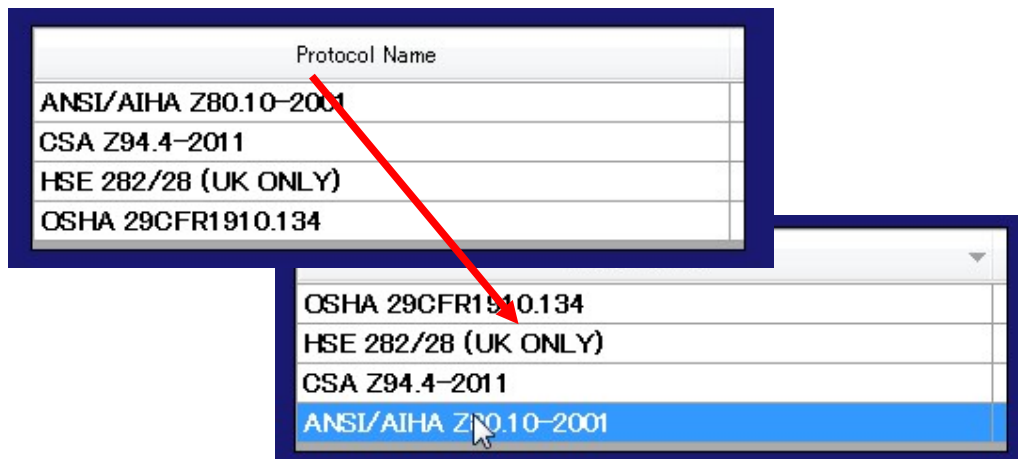 Protocol Name
ANSI/AIHA Z80.10-2001
CSA Z94.4-2011
HSE 282/28 (UK ONLY)
OSHA 29CFR1910.134
OSHA 29CFR1910.134
HSE 282/28 (UK ONLY)
CSA Z94.4-2011
ANSI/AIHA Z80.10-2001